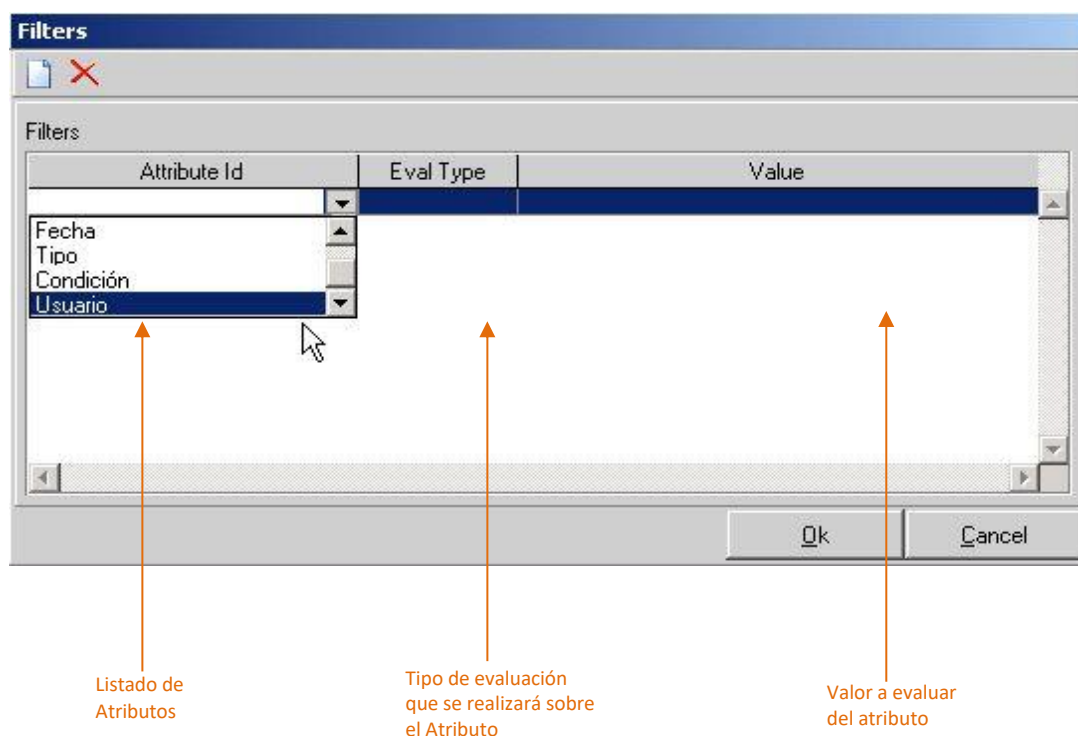 Filters
Filters
Attribute Id Eval Type Value
Fecha
Tipo
Condición
Usuario
Ok Cancel
Listado de
Atributos
Tipo de evaluación
que se realizará sobre
el Atributo
Valor a evaluar
del atributo